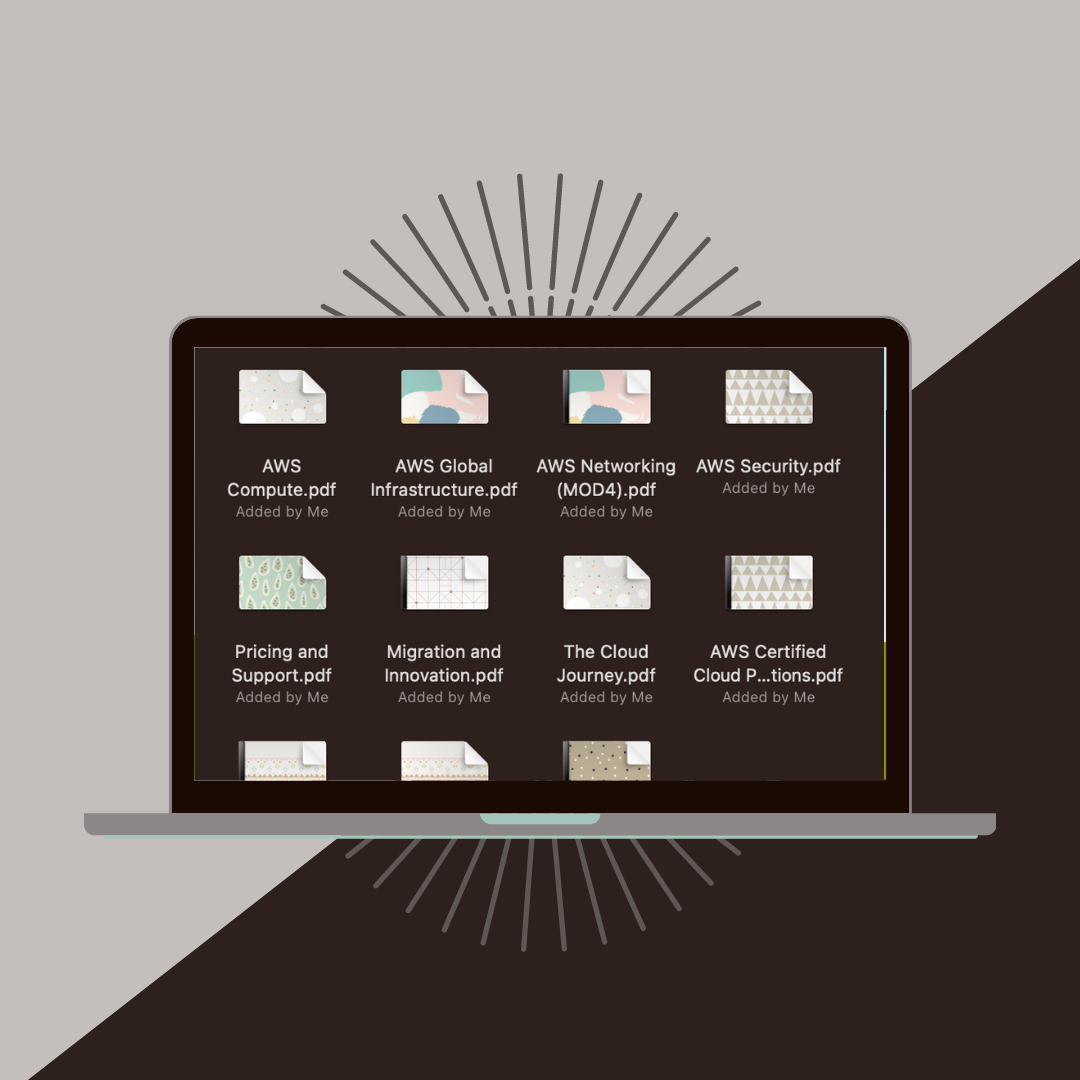 AWS
Compute.pdf
Added by Me
AWS Global
Infrastructure.pdf
Added by Me
AWS Networking
(MOD4).pdf
Added by Me
AWS Security.pdf
Added by Me
Pricing and
Support.pdf
Added by Me
Migration and
Innovation.pdf
Added by Me
The Cloud
Journey.pdf
Added by Me
AWS Certified
Cloud P...tions.pdf
Added by Me